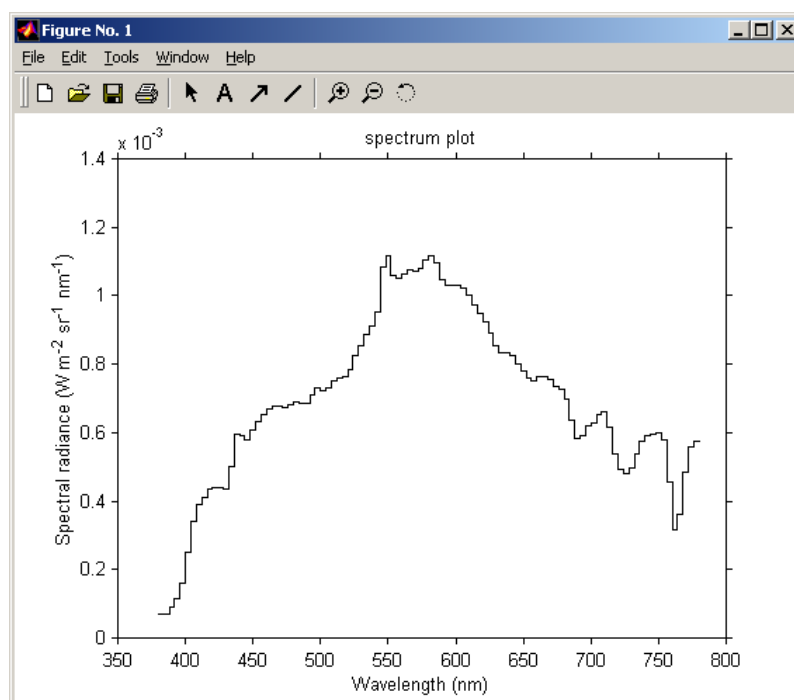 Figure No. 1
File Edit Tools Window Help
A
x 10-3
spectrum plot
1.4
1.2
1
0.8
0.6
0.4
0.2
0
Spectral radiance (W m-2 sr-1 nm-1)
350 400 450 500 550 600 650 700 750 800
Wavelength (nm)